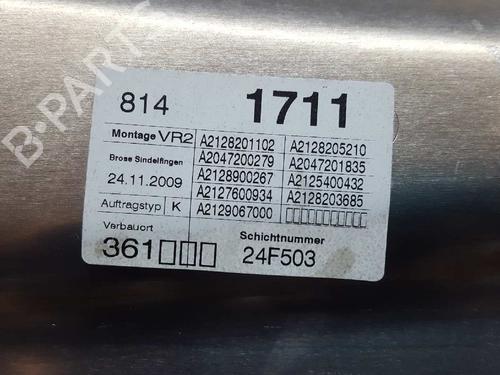 B-PARTS
814 1711
Montage VR2 A2128201102 A2128205210
Brose Sindelfingen A2047200279 A2047201835
24.11.2009 A2128900267 A2125400432
A2127600934 A2128203685
Auftragstyp K A2129067000 □□□□□□□□□□□
Verbauort Schichtnummer
361□□□ 24F503